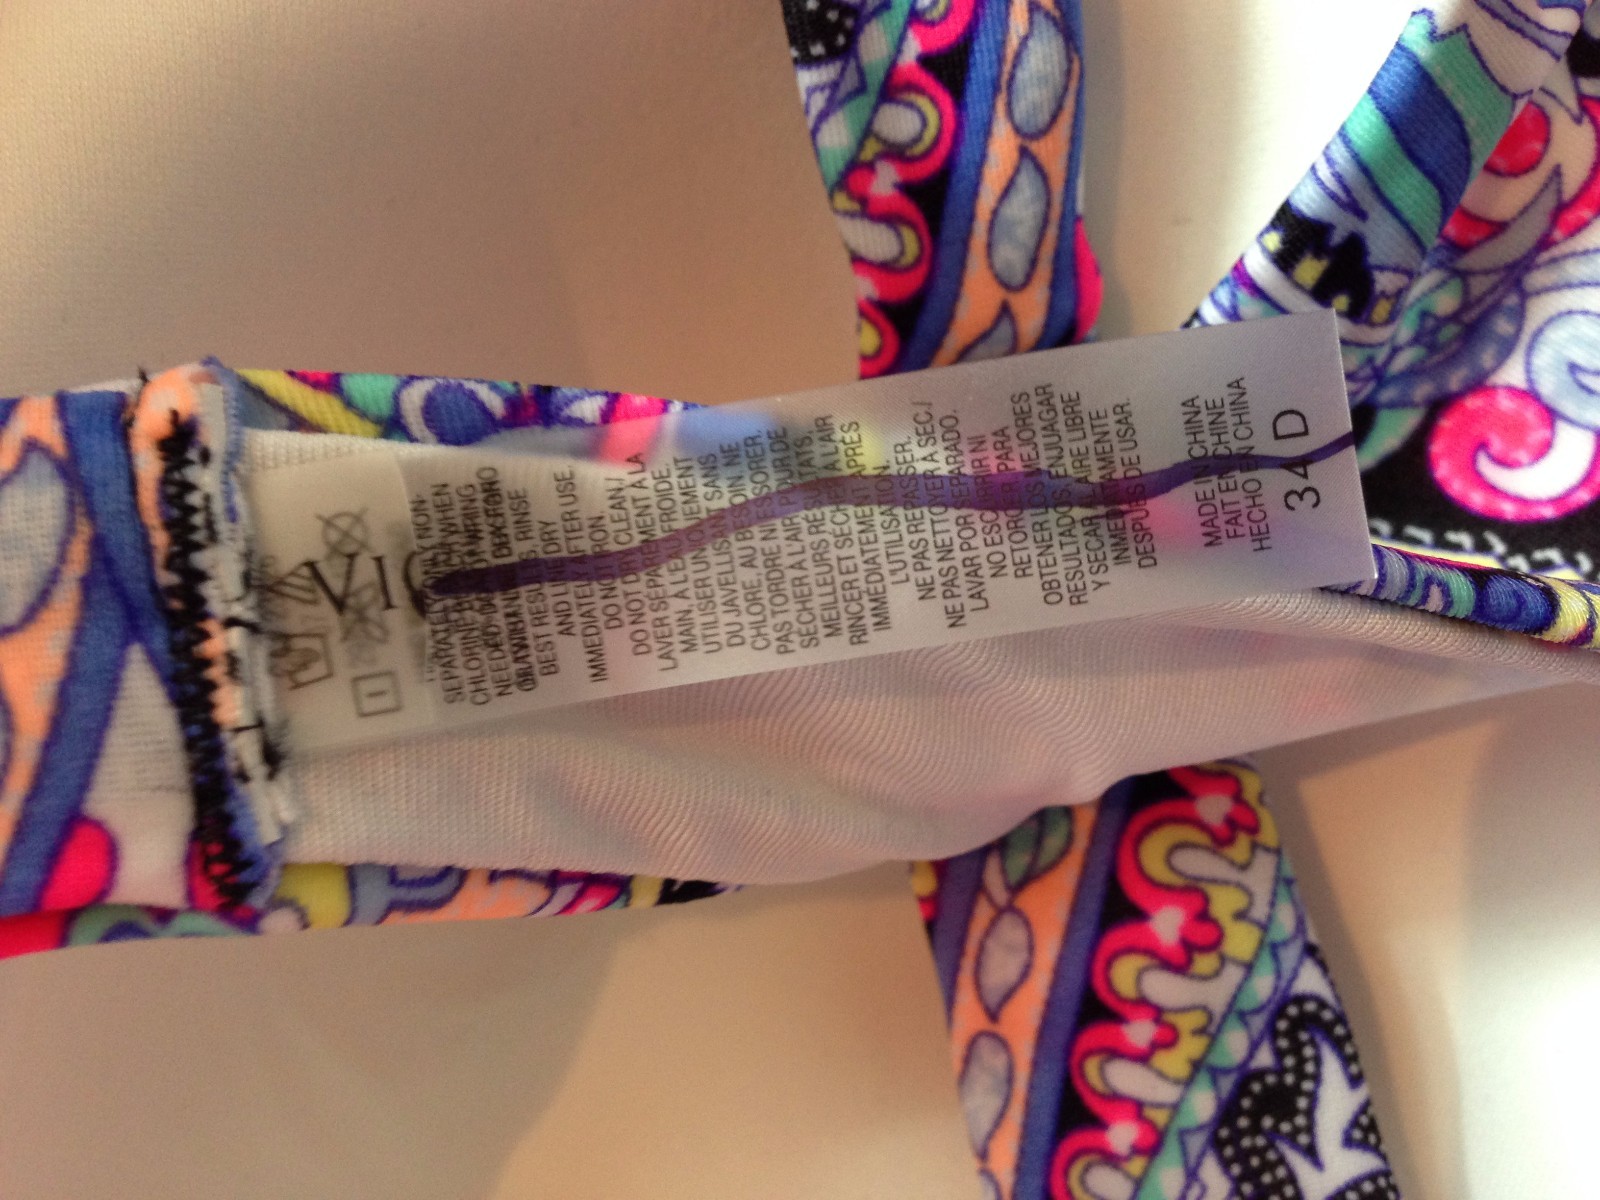 VIC
SEPARATELY WHEN
NEEDED.
BEST RESULTS, RINSE
AND LINE DRY
IMMEDIATELY AFTER USE.
DO NOT IRON.
DO NOT DRY CLEAN./
LAVER SÉPARÉMENT À LA
MAIN, À L'EAU FROIDE.
UTILISER UNIQUEMENT
DU JAVELLISANT SANS
CHLORE, AU BESOIN. NE
PAS TORDRE NI ESSORER.
SÉCHER À L'AIR POUR DE
MEILLEURS RÉSULTATS,
RINCER ET SÉCHER À L'AIR
IMMÉDIATEMENT APRÈS
L'UTILISATION.
NE PAS REPASSER.
NE PAS NETTOYER À SEC./
LAVAR POR SEPARADO.
NO ESCURRIR NI
RETORCER. PARA
OBTENER LOS MEJORES
RESULTADOS, ENJUAGAR
Y SECAR AL AIRE LIBRE
INMEDIATAMENTE
DESPUÉS DE USAR.
MADE IN CHINA
FAIT EN CHINE
HECHO EN CHINA
34 D